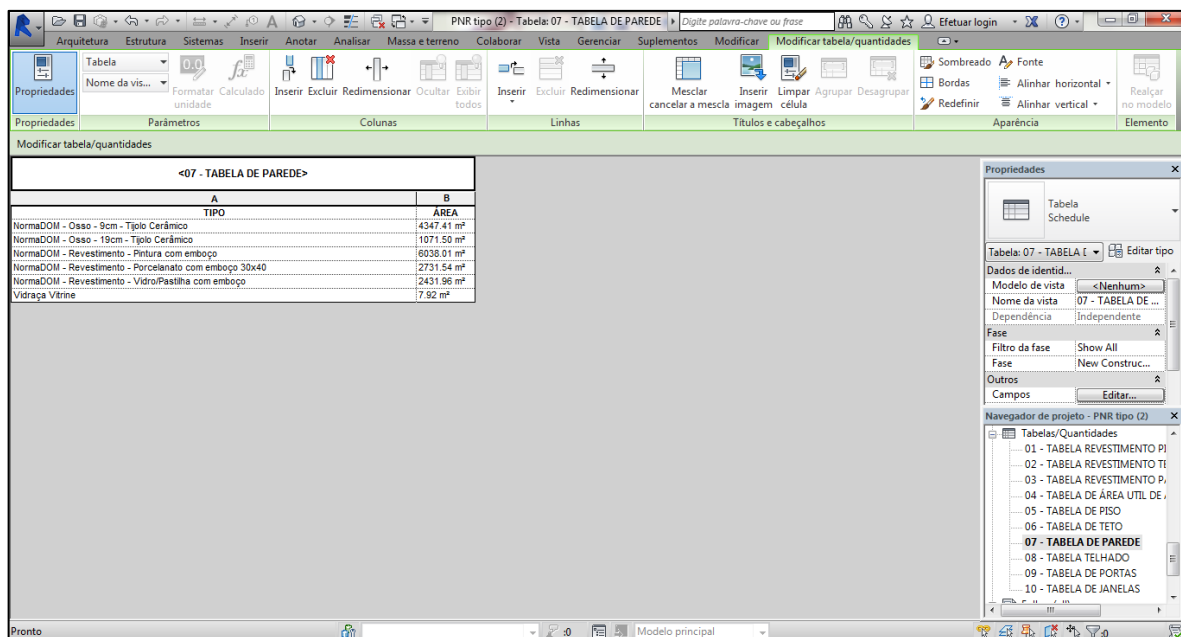 PNR tipo (2) - Tabela: 07 - TABELA DE PAREDE Digite palavra-chave ou frase Efetuar login
Arquitetura Estrutura Sistemas Inserir Anotar Analisar Massa e terreno Colaborar Vista Gerenciar Suplementos Modificar Modificar tabela/quantidades
Propriedades
Tabela
Nome da vis...
Formatar unidade
Calculado
Inserir Excluir Redimensionar Ocultar Exibir todos
Inserir Excluir Redimensionar
Mesclar cancelar a mescla
Inserir imagem
Limpar célula
Agrupar Desagrupar
Sombreado
Bordas
Redefinir
Fonte
Alinhar horizontal
Alinhar vertical
Realçar no modelo
Propriedades Parâmetros Colunas Linhas Títulos e cabeçalhos Aparência Elemento
Modificar tabela/quantidades
<07 - TABELA DE PAREDE>
A B
TIPO ÁREA
NormaDOM - Osso - 9cm - Tijolo Cerâmico 4347.41 m²
NormaDOM - Osso - 19cm - Tijolo Cerâmico 1071.50 m²
NormaDOM - Revestimento - Pintura com emboço 6038.01 m²
NormaDOM - Revestimento - Porcelanato com emboço 30x40 2731.54 m²
NormaDOM - Revestimento - Vidro/Pastilha com emboço 2431.96 m²
Vidraça Vitrine 7.92 m²
Propriedades
Tabela
Schedule
Tabela: 07 - TABELA Editar tipo
Dados de identid...
Modelo de vista <Nenhum>
Nome da vista 07 - TABELA DE ...
Dependência Independente
Fase
Filtro da fase Show All
Fase New Construc...
Outros
Campos Editar...
Navegador de projeto - PNR tipo (2)
Tabelas/Quantidades
01 - TABELA REVESTIMENTO
02 - TABELA REVESTIMENTO
03 - TABELA REVESTIMENTO
04 - TABELA DE ÁREA UTIL DE
05 - TABELA DE PISO
06 - TABELA DE TETO
07 - TABELA DE PAREDE
08 - TABELA TELHADO
09 - TABELA DE PORTAS
10 - TABELA DE JANELAS
Pronto :0 Modelo principal :0